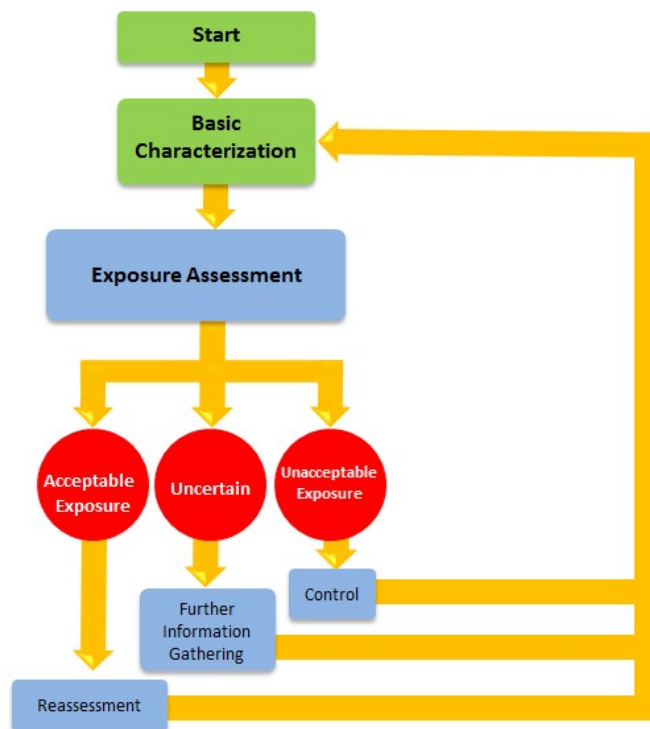 Start
Basic
Characterization
Exposure Assessment
Acceptable
Exposure
Uncertain
Unacceptable
Exposure
Control
Further
Information
Gathering
Reassessment